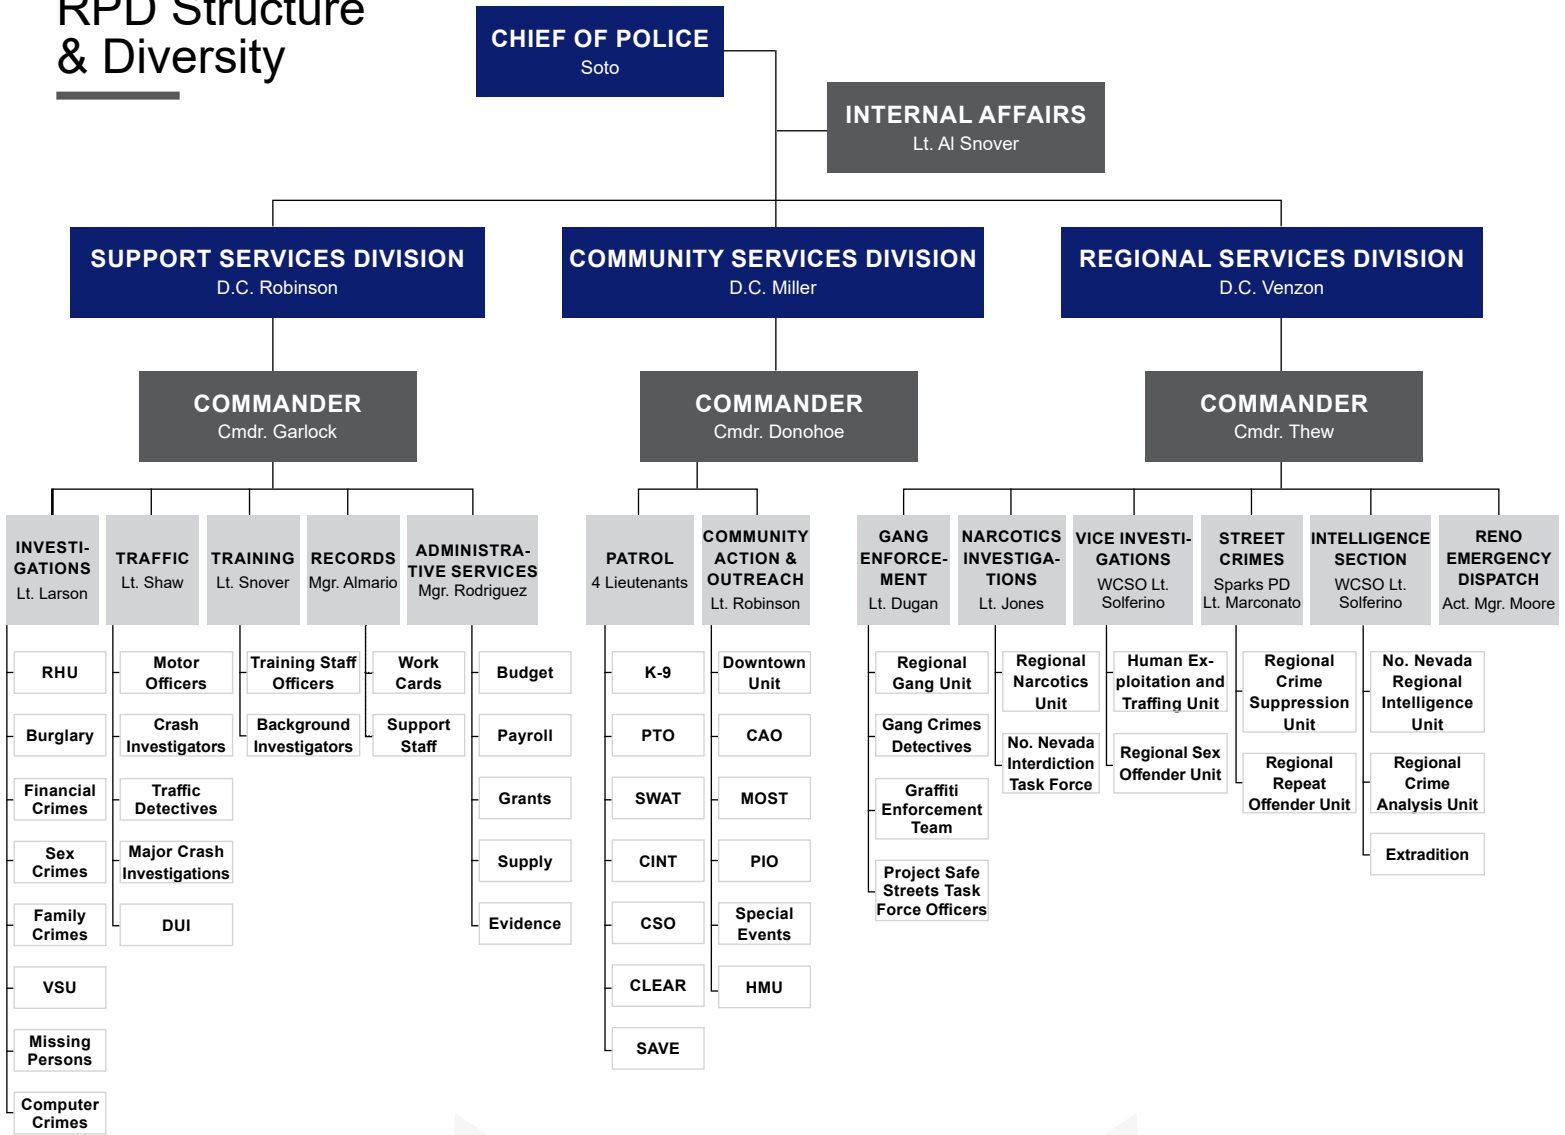 RPD Structure
& Diversity
CHIEF OF POLICE
Soto
INTERNAL AFFAIRS
Lt. Al Snover
SUPPORT SERVICES DIVISION
D.C. Robinson
COMMUNITY SERVICES DIVISION
D.C. Miller
REGIONAL SERVICES DIVISION
D.C. Venzon
COMMANDER
Cmdr. Garlock
COMMANDER
Cmdr. Donohoe
COMMANDER
Cmdr. Thew
INVESTI-
GATIONS
Lt. Larson
TRAFFIC
Lt. Shaw
TRAINING
Lt. Snover
RECORDS
Mgr. Almario
ADMINISTRA-
TIVE SERVICES
Mgr. Rodriguez
PATROL
4 Lieutenants
COMMUNITY
ACTION &
OUTREACH
Lt. Robinson
GANG
ENFORCE-
MENT
Lt. Dugan
NARCOTICS
INVESTIGA-
TIONS
Lt. Jones
VICE INVESTI-
GATIONS
WCSO Lt.
Solferino
STREET
CRIMES
Sparks PD
Lt. Marconato
INTELLIGENCE
SECTION
WCSO Lt.
Solferino
RENO
EMERGENCY
DISPATCH
Act. Mgr. Moore
RHU
Burglary
Financial
Crimes
Sex
Crimes
Family
Crimes
VSU
Missing
Persons
Computer
Crimes
Motor
Officers
Crash
Investigators
Traffic
Detectives
Major Crash
Investigations
DUI
Training Staff
Officers
Background
Investigators
Work
Cards
Support
Staff
Budget
Payroll
Grants
Supply
Evidence
K-9
PTO
SWAT
CINT
CSO
CLEAR
SAVE
Downtown
Unit
CAO
MOST
PIO
Special
Events
HMU
Regional
Gang Unit
Gang Crimes
Detectives
Graffiti
Enforcement
Team
Project Safe
Streets Task
Force Officers
Regional
Narcotics
Unit
No. Nevada
Interdiction
Task Force
Human Ex-
ploitation and
Traffing Unit
Regional Sex
Offender Unit
Regional
Crime
Suppression
Unit
Regional
Repeat
Offender Unit
No. Nevada
Regional
Intelligence
Unit
Regional
Crime
Analysis Unit
Extradition